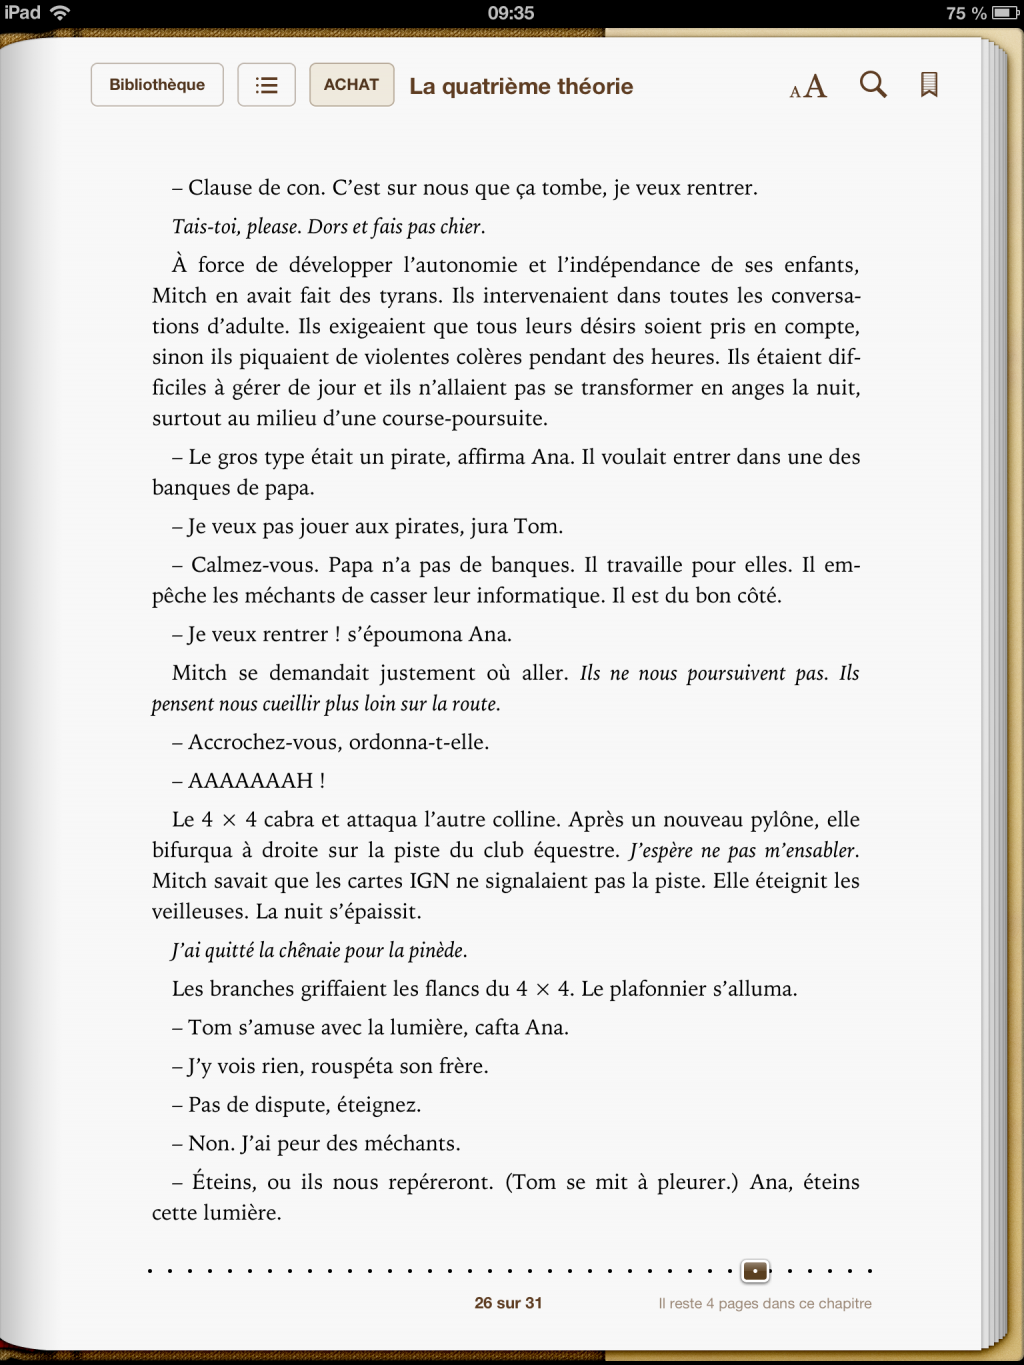 iPad 09:35 75 %
Bibliothèque ACHAT La quatrième théorie AA
– Clause de con. C’est sur nous que ça tombe, je veux rentrer.
Tais-toi, please. Dors et fais pas chier.
À force de développer l’autonomie et l’indépendance de ses enfants,
Mitch en avait fait des tyrans. Ils intervenaient dans toutes les conversa-
tions d’adulte. Ils exigeaient que tous leurs désirs soient pris en compte,
sinon ils piquaient de violentes colères pendant des heures. Ils étaient dif-
ficiles à gérer de jour et ils n’allaient pas se transformer en anges la nuit,
surtout au milieu d’une course-poursuite.
– Le gros type était un pirate, affirma Ana. Il voulait entrer dans une des
banques de papa.
– Je veux pas jouer aux pirates, jura Tom.
– Calmez-vous. Papa n’a pas de banques. Il travaille pour elles. Il em-
pêche les méchants de casser leur informatique. Il est du bon côté.
– Je veux rentrer ! s’époumona Ana.
Mitch se demandait justement où aller. Ils ne nous poursuivent pas. Ils
pensent nous cueillir plus loin sur la route.
– Accrochez-vous, ordonna-t-elle.
– AAAAAAAH !
Le 4 × 4 cabra et attaqua l’autre colline. Après un nouveau pylône, elle
bifurqua à droite sur la piste du club équestre. J’espère ne pas m’ensabler.
Mitch savait que les cartes IGN ne signalaient pas la piste. Elle éteignit les
veilleuses. La nuit s’épaissit.
J’ai quitté la chênaie pour la pinède.
Les branches griffaient les flancs du 4 × 4. Le plafonnier s’alluma.
– Tom s’amuse avec la lumière, cafta Ana.
– J’y vois rien, rouspéta son frère.
– Pas de dispute, éteignez.
– Non. J’ai peur des méchants.
– Éteins, ou ils nous repéreront. (Tom se mit à pleurer.) Ana, éteins
cette lumière.
26 sur 31 Il reste 4 pages dans ce chapitre